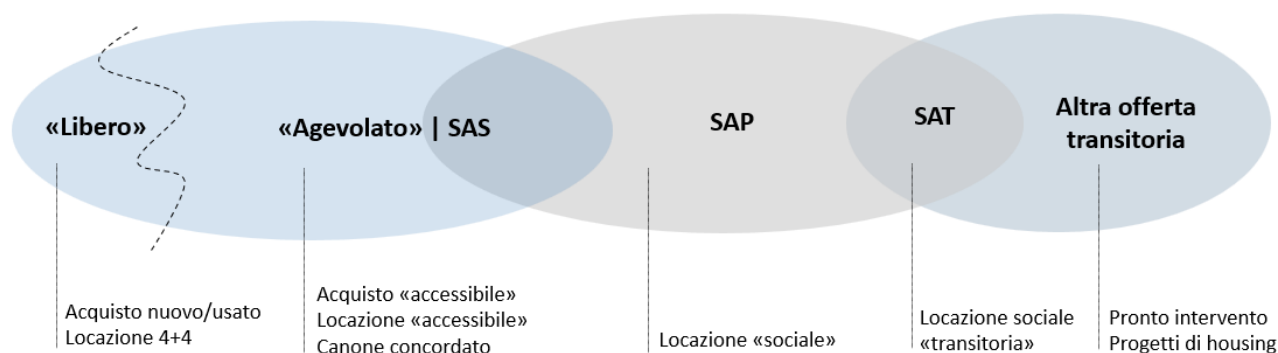 «Libero»
«Agevolato» | SAS
SAP
SAT
Altra offerta
transitoria
Acquisto nuovo/usato
Locazione 4+4
Acquisto «accessibile»
Locazione «accessibile»
Canone concordato
Locazione «sociale»
Locazione sociale
«transitoria»
Pronto intervento
Progetti di housing